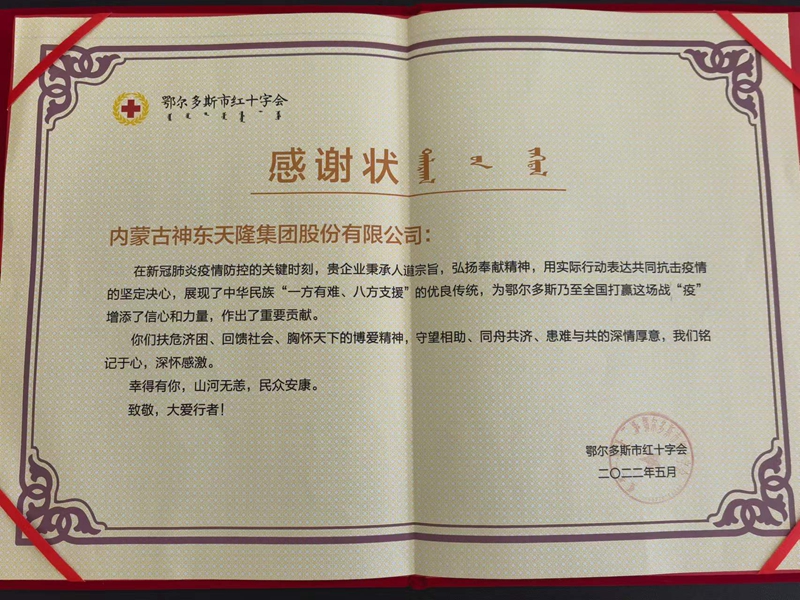 鄂尔多斯市红十字会
感谢状
内蒙古神东天隆集团股份有限公司：
在新冠肺炎疫情防控的关键时刻，贵企业秉承人道宗旨，弘扬奉献精神，用实际行动表达共同抗击疫情
的坚定决心，展现了中华民族“一方有难、八方支援”的优良传统，为鄂尔多斯乃至全国打赢这场战“疫”
增添了信心和力量，作出了重要贡献。
你们扶危济困、回馈社会、胸怀天下的博爱精神，守望相助、同舟共济、患难与共的深情厚意，我们铭
记于心，深怀感激。
幸得有你，山河无恙，民众安康。
致敬，大爱行者！
鄂尔多斯市红十字会
二〇二二年五月